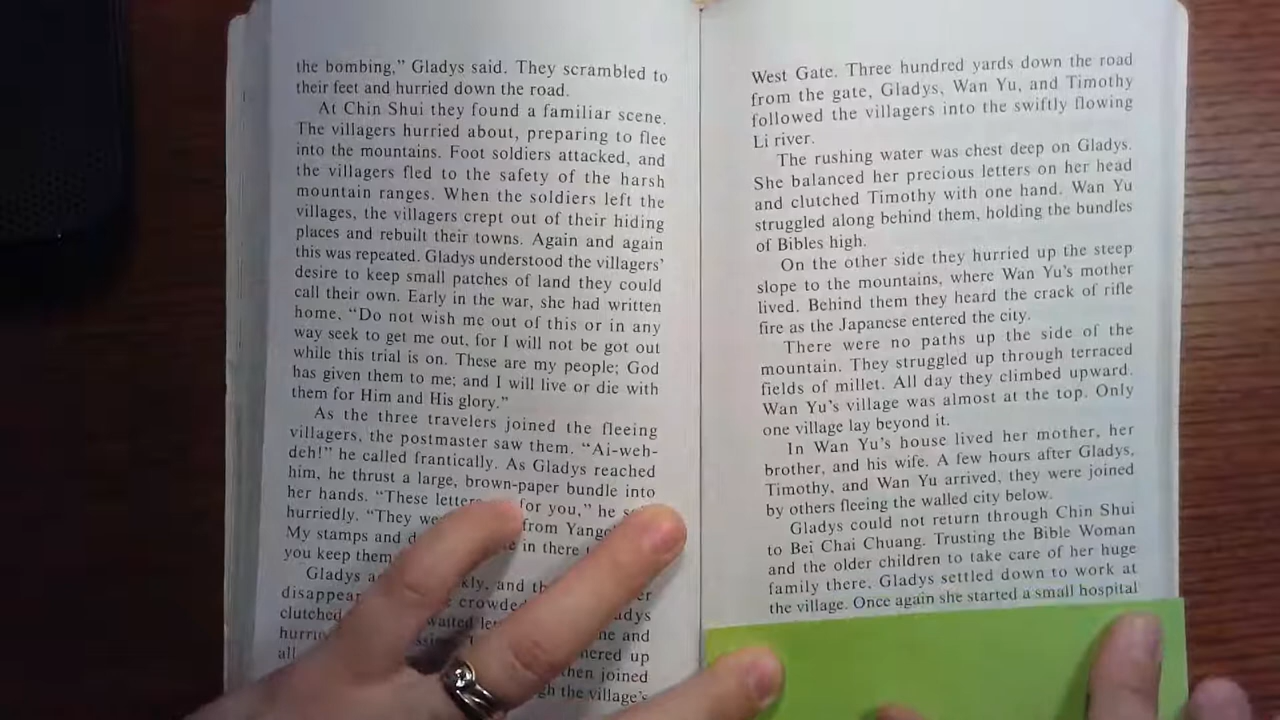 the bombing," Gladys said. They scrambled to
their feet and hurried down the road.
At Chin Shui they found a familiar scene.
The villagers hurried about, preparing to flee
into the mountains. Foot soldiers attacked, and
the villagers fled to the safety of the harsh
mountain ranges. When the soldiers left the
villages, the villagers crept out of their hiding
places and rebuilt their towns. Again and again
this was repeated. Gladys understood the villagers'
desire to keep small patches of land they could
call their own. Early in the war, she had written
home, "Do not wish me out of this or in any
way seek to get me out, for I will not be got out
while this trial is on. These are my people; God
has given them to me; and I will live or die with
them for Him and His glory."
As the three travelers joined the fleeing
villagers, the postmaster saw them. "Ai-weh-
deh!" he called frantically. As Gladys reached
him, he thrust a large, brown-paper bundle into
her hands. "These for you," he
hurriedly. "They from
My stamps and in there
you keep them
Gladys and
crowded
clutched
and
all up
then joined
the village's
West Gate. Three hundred yards down the road
from the gate, Gladys, Wan Yu, and Timothy
followed the villagers into the swiftly flowing
Li river.
The rushing water was chest deep on Gladys.
She balanced her precious letters on her head
and clutched Timothy with one hand. Wan Yu
struggled along behind them, holding the bundles
of Bibles high.
On the other side they hurried up the steep
slope to the mountains, where Wan Yu's mother
lived. Behind them they heard the crack of rifle
fire as the Japanese entered the city.
There were no paths up the side of the
mountain. They struggled up through terraced
fields of millet. All day they climbed upward.
Wan Yu's village was almost at the top. Only
one village lay beyond it.
In Wan Yu's house lived her mother, her
brother, and his wife. A few hours after Gladys,
Timothy, and Wan Yu arrived, they were joined
by others fleeing the walled city below.
Gladys could not return through Chin Shui
to Bei Chai Chuang. Trusting the Bible Woman
and the older children to take care of her huge
family there, Gladys settled down to work at
the village. Once again she started a small hospital